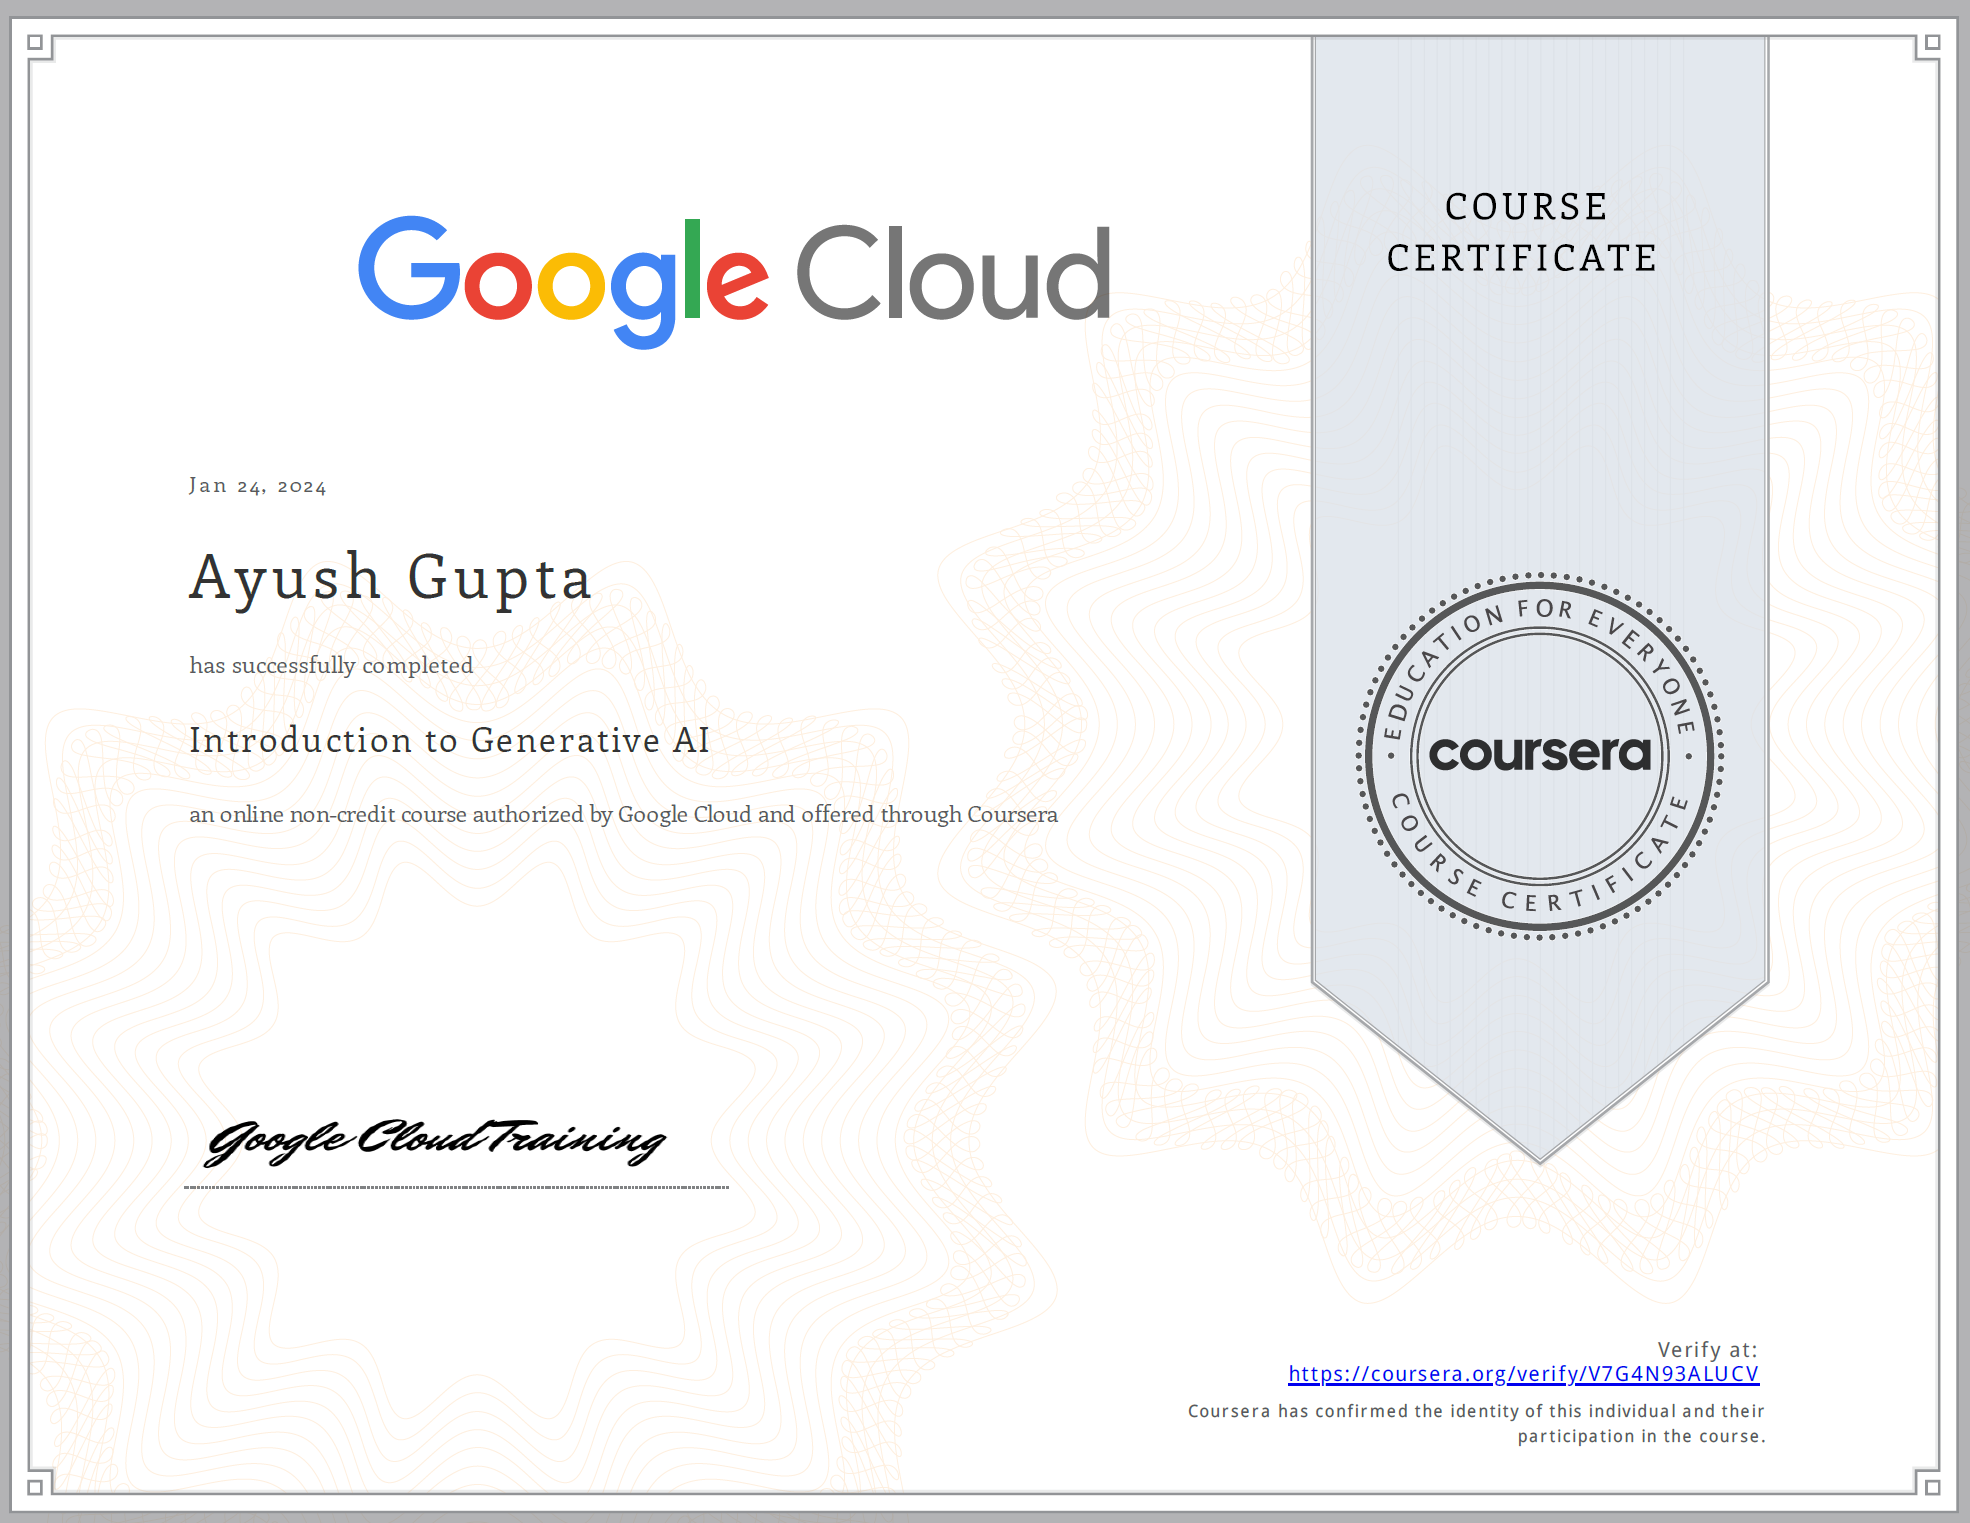 Google Cloud
COURSE
CERTIFICATE
Jan 24, 2024
Ayush Gupta
has successfully completed
Introduction to Generative AI
an online non-credit course authorized by Google Cloud and offered through Coursera
EDUCATION FOR EVERYONE
coursera
COURSE CERTIFICATE
Google Cloud Training
Verify at:
https://coursera.org/verify/V7G4N93ALUCV
Coursera has confirmed the identity of this individual and their
participation in the course.